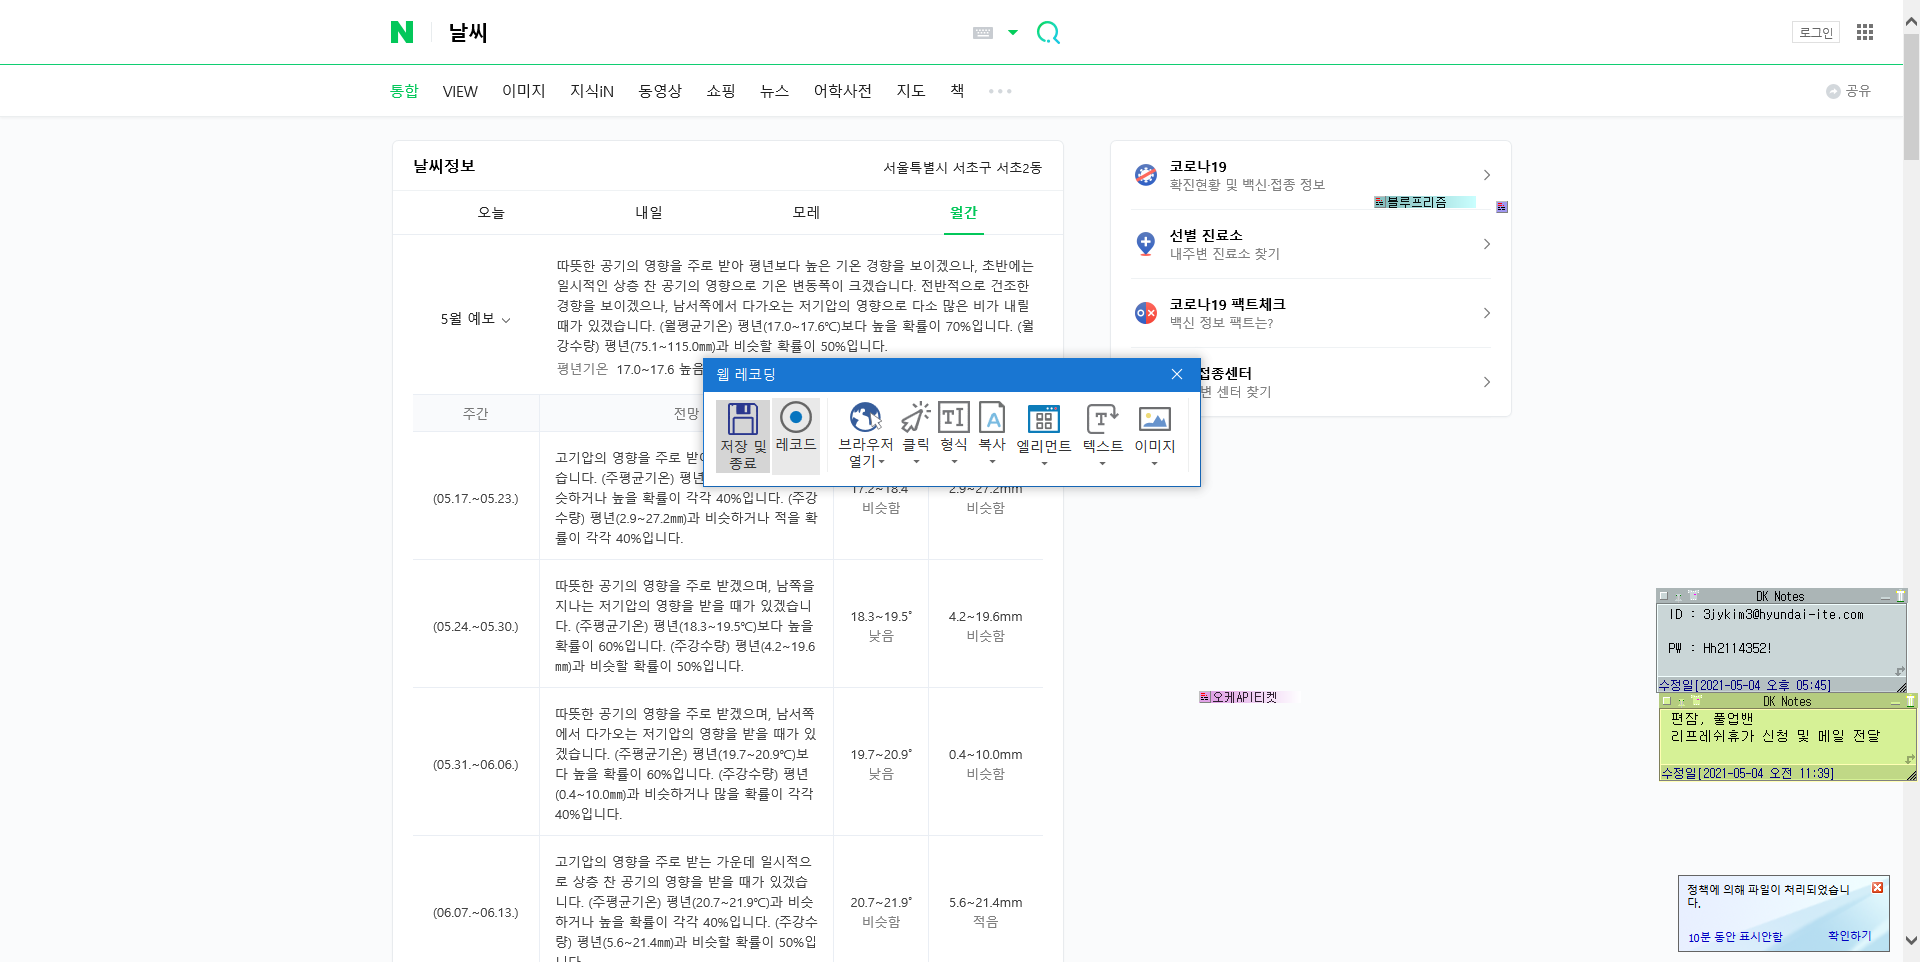 N 날씨
로그인
통합 VIEW 이미지 지식iN 동영상 쇼핑 뉴스 어학사전 지도 책
공유
날씨정보
서울특별시 서초구 서초2동
오늘 내일 모레 월간
5월 예보
따뜻한 공기의 영향을 주로 받아 평년보다 높은 기온 경향을 보이겠으나, 초반에는
일시적인 상층 찬 공기의 영향으로 기온 변동폭이 크겠습니다. 전반적으로 건조한
경향을 보이겠으나, 남서쪽에서 다가오는 저기압의 영향으로 다소 많은 비가 내릴
때가 있겠습니다. (월평균기온) 평년(17.0~17.6℃)보다 높을 확률이 70%입니다. (월
강수량) 평년(75.1~115.0㎜)과 비슷할 확률이 50%입니다.
평년기온 17.0~17.6 높음
주간 전망
(05.17.~05.23.)
고기압의 영향을 주로 받
습니다. (주평균기온) 평년
슷하거나 높을 확률이 각각 40%입니다. (주강
수량) 평년(2.9~27.2㎜)과 비슷하거나 적을 확
률이 각각 40%입니다.
17.2~18.4
비슷함
2.9~27.2mm
비슷함
(05.24.~05.30.)
따뜻한 공기의 영향을 주로 받겠으며, 남쪽을
지나는 저기압의 영향을 받을 때가 있겠습니
다. (주평균기온) 평년(18.3~19.5℃)보다 높을
확률이 60%입니다. (주강수량) 평년(4.2~19.6
㎜)과 비슷할 확률이 50%입니다.
18.3~19.5°
낮음
4.2~19.6mm
비슷함
(05.31.~06.06.)
따뜻한 공기의 영향을 주로 받겠으며, 남서쪽
에서 다가오는 저기압의 영향을 받을 때가 있
겠습니다. (주평균기온) 평년(19.7~20.9℃)보
다 높을 확률이 60%입니다. (주강수량) 평년
(0.4~10.0㎜)과 비슷하거나 많을 확률이 각각
40%입니다.
19.7~20.9°
낮음
0.4~10.0mm
비슷함
(06.07.~06.13.)
고기압의 영향을 주로 받는 가운데 일시적으
로 상층 찬 공기의 영향을 받을 때가 있겠습
니다. (주평균기온) 평년(20.7~21.9℃)과 비슷
하거나 높을 확률이 각각 40%입니다. (주강수
량) 평년(5.6~21.4㎜)과 비슷할 확률이 50%입
니다
20.7~21.9°
비슷함
5.6~21.4mm
적음
코로나19
확진현황 및 백신·접종 정보
블루프리즘
선별 진료소
내주변 진료소 찾기
코로나19 팩트체크
백신 정보 팩트는?
접종센터
변 센터 찾기
웹 레코딩
저장 및
종료
레코드
브라우저
열기
클릭
형식
복사
엘리먼트
텍스트
이미지
오케API티켓
DK Notes
ID : 3jykim3@hyundai-ite.com
PW : Hh2114352!
수정일[2021-05-04 오후 05:45]
DK Notes
편잠, 풀업밴
리프레쉬휴가 신청 및 메일 전달
수정일[2021-05-04 오전 11:39]
정책에 의해 파일이 처리되었습니
다.
10분 동안 표시안함 확인하기